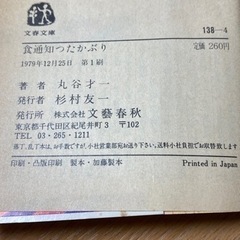 文春文庫
138—4
食通知つたかぶり
定価260円
1979年12月25日 第1刷
著者 丸谷才一
発行者 杉村友一
発行所 株式会社 文藝春秋
東京都千代田区紀尾井町3 〒102
TEL 03・265・1211
落丁、乱丁本は、お手数ですが、小社営業部宛お送り下さい。送料小社負担でお取替致します。
印刷・凸版印刷 製本・加藤製本
Printed in Japan